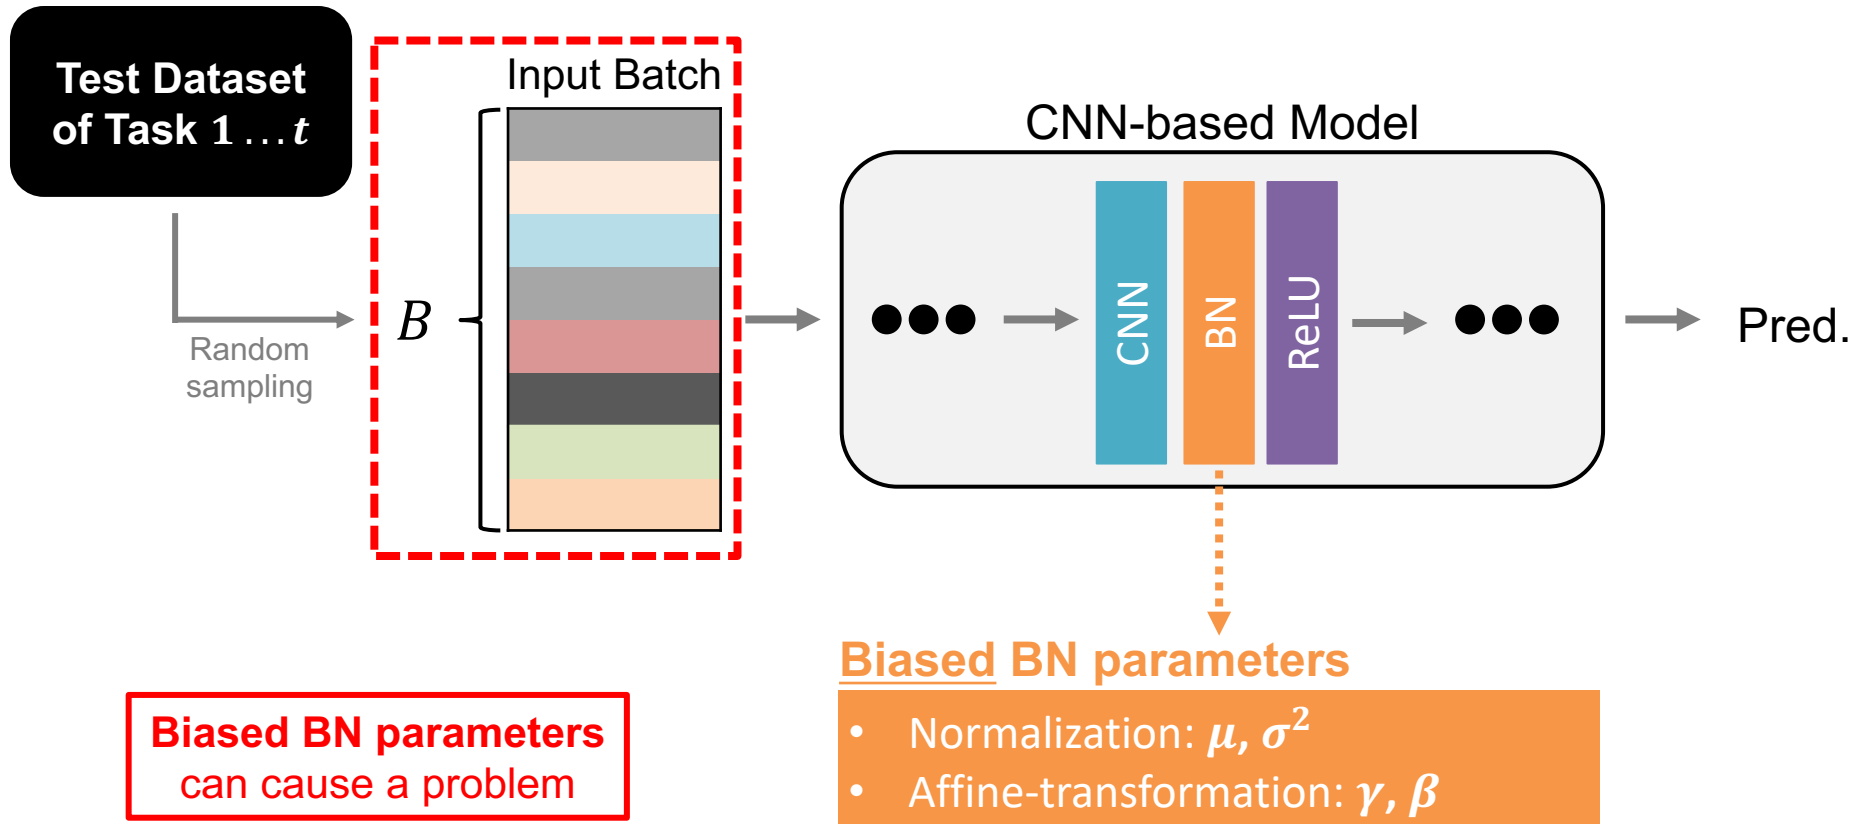 Test Dataset
of Task 1 … t
Input Batch
CNN-based Model
B
Random
sampling
CNN
BN
ReLU
Pred.
Biased BN parameters
• Normalization: μ, σ²
• Affine-transformation: γ, β
Biased BN parameters
can cause a problem